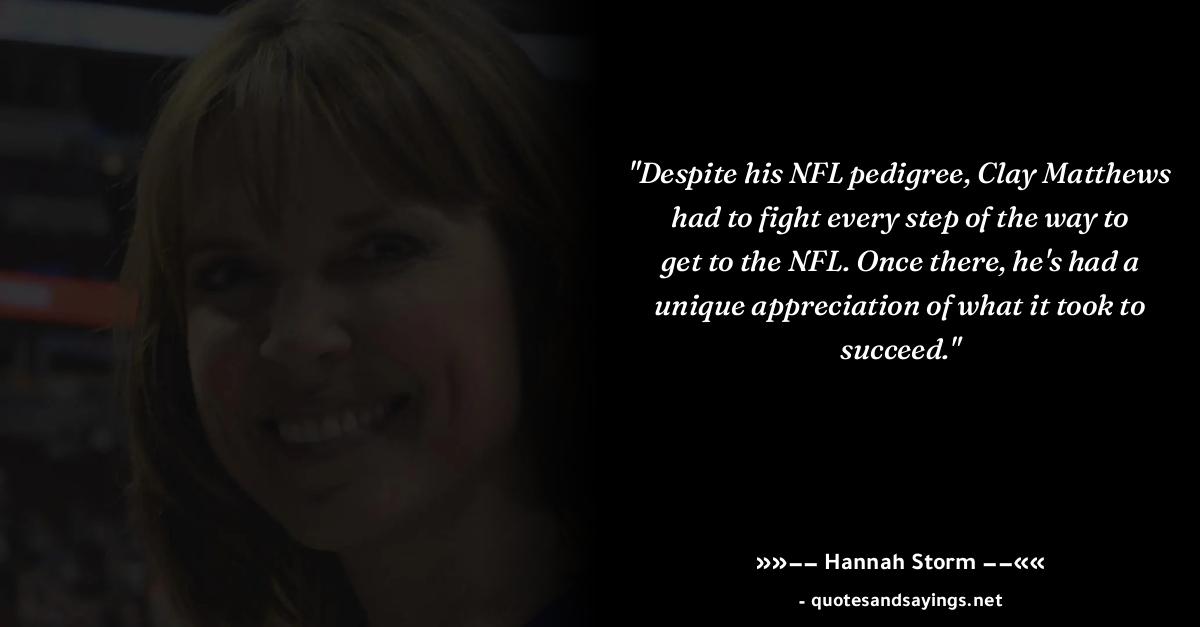 "Despite his NFL pedigree, Clay Matthews
had to fight every step of the way to
get to the NFL. Once there, he's had a
unique appreciation of what it took to
succeed."
»»−− Hannah Storm −−««
- quotesandsayings.net